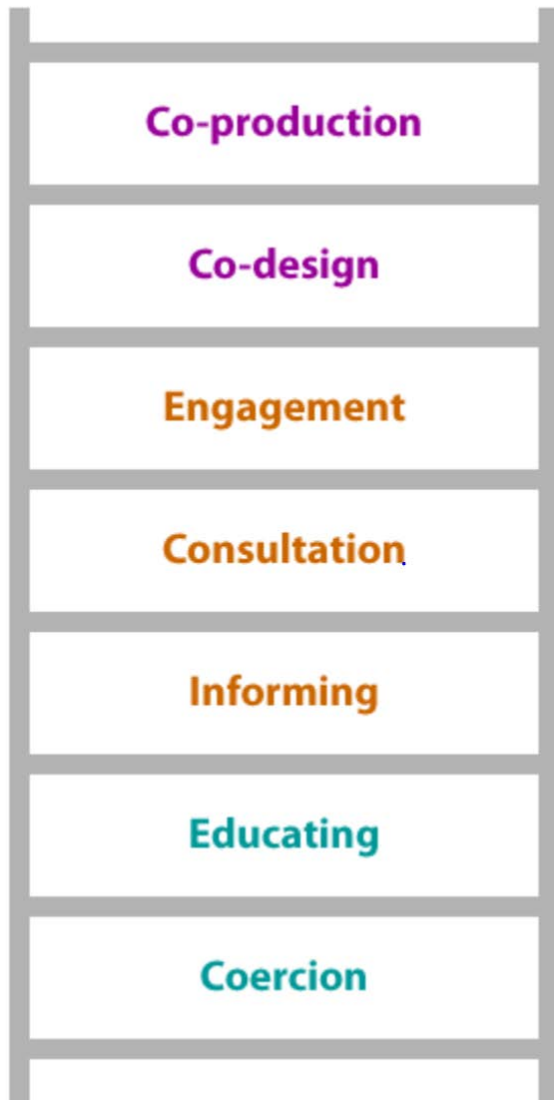 Co-production
Co-design
Engagement
Consultation
Informing
Educating
Coercion